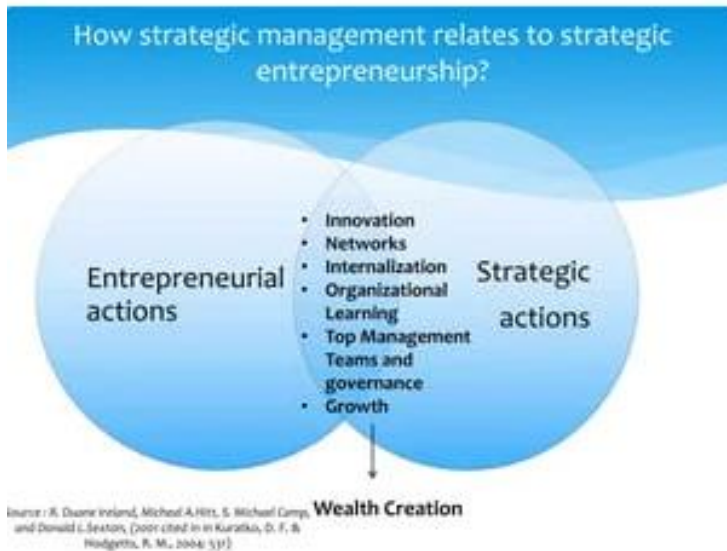 How strategic management relates to strategic
entrepreneurship?
Entrepreneurial
actions
• Innovation
• Networks
• Internalization
• Organizational
Learning
• Top Management
Teams and
governance
• Growth
Strategic
actions
Wealth Creation
Source : R. Duane Ireland, Micheal A.Hitt, S. Michael Camp,
and Donald L.Sexton, (2001 cited in in Kuratko, D. F. &
Hodgetts, R. M., 2004: 531)